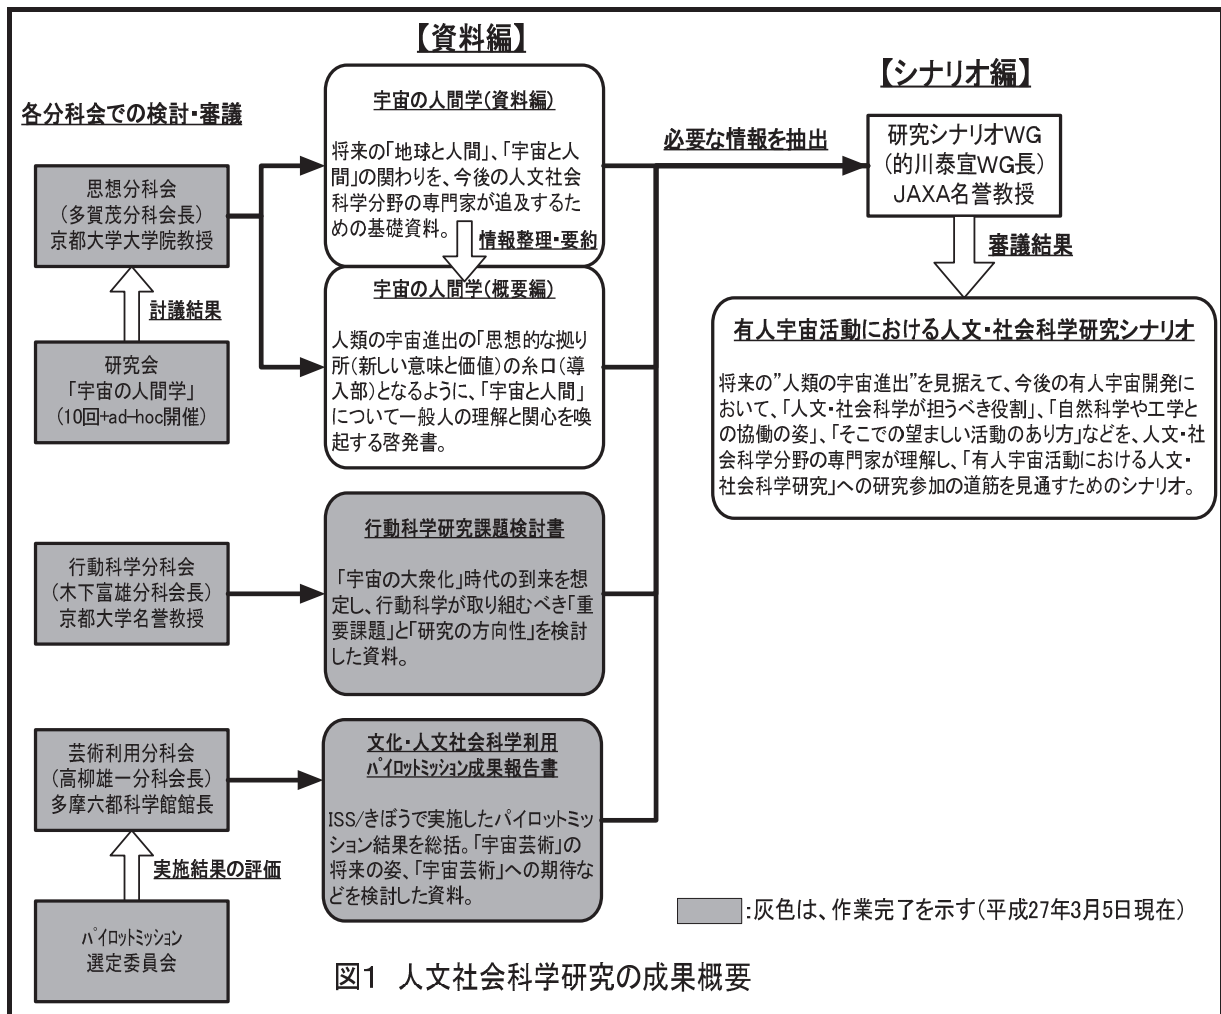 【資料編】
【シナリオ編】
各分科会での検討・審議
思想分科会
(多賀茂分科会長)
京都大学大学院教授
討議結果
研究会
「宇宙の人間学」
(10回+ad-hoc開催)
行動科学分科会
(木下富雄分科会長)
京都大学名誉教授
芸術利用分科会
(高柳雄一分科会長)
多摩六都科学館館長
実施結果の評価
パイロットミッション
選定委員会
宇宙の人間学(資料編)
将来の「地球と人間」、「宇宙と人
間」の関わりを、今後の人文社会
科学分野の専門家が追及するた
めの基礎資料。
情報整理・要約
宇宙の人間学(概要編)
人類の宇宙進出の「思想的な拠り
所(新しい意味と価値)の糸口(導
入部)となるように、「宇宙と人間」
について一般人の理解と関心を喚
起する啓発書。
行動科学研究課題検討書
「宇宙の大衆化」時代の到来を想
定し、行動科学が取り組むべき「重
要課題」と「研究の方向性」を検討
した資料。
文化・人文社会科学利用
パイロットミッション成果報告書
ISS/きぼうで実施したパイロットミッ
ション結果を総括。「宇宙芸術」の
将来の姿、「宇宙芸術」への期待な
どを検討した資料。
必要な情報を抽出
研究シナリオWG
(的川泰宣WG長)
JAXA名誉教授
審議結果
有人宇宙活動における人文・社会科学研究シナリオ
将来の”人類の宇宙進出”を見据えて、今後の有人宇宙開発に
おいて、「人文・社会科学が担うべき役割」、「自然科学や工学と
の協働の姿」、「そこでの望ましい活動のあり方」などを、人文・社
会科学分野の専門家が理解し、「有人宇宙活動における人文・
社会科学研究」への研究参加の道筋を見通すためのシナリオ。
:灰色は、作業完了を示す(平成27年3月5日現在)
図1 人文社会科学研究の成果概要